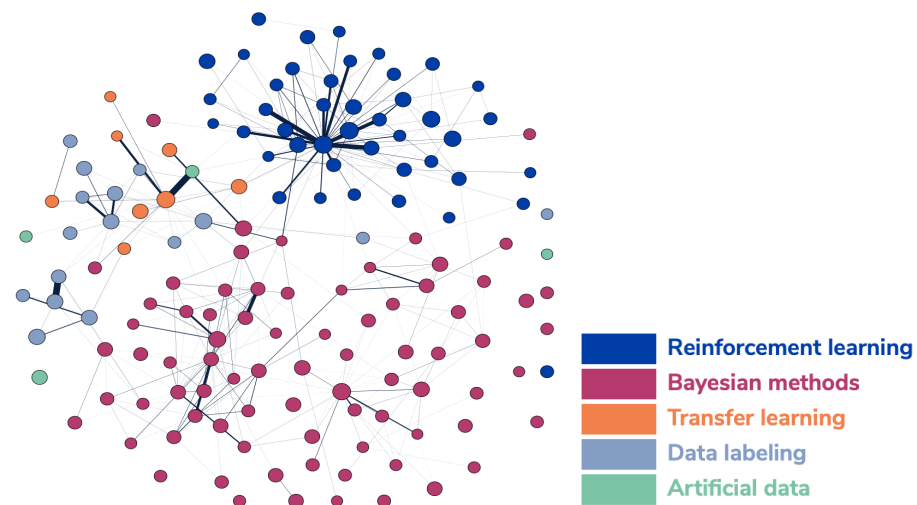 Reinforcement learning
Bayesian methods
Transfer learning
Data labeling
Artificial data